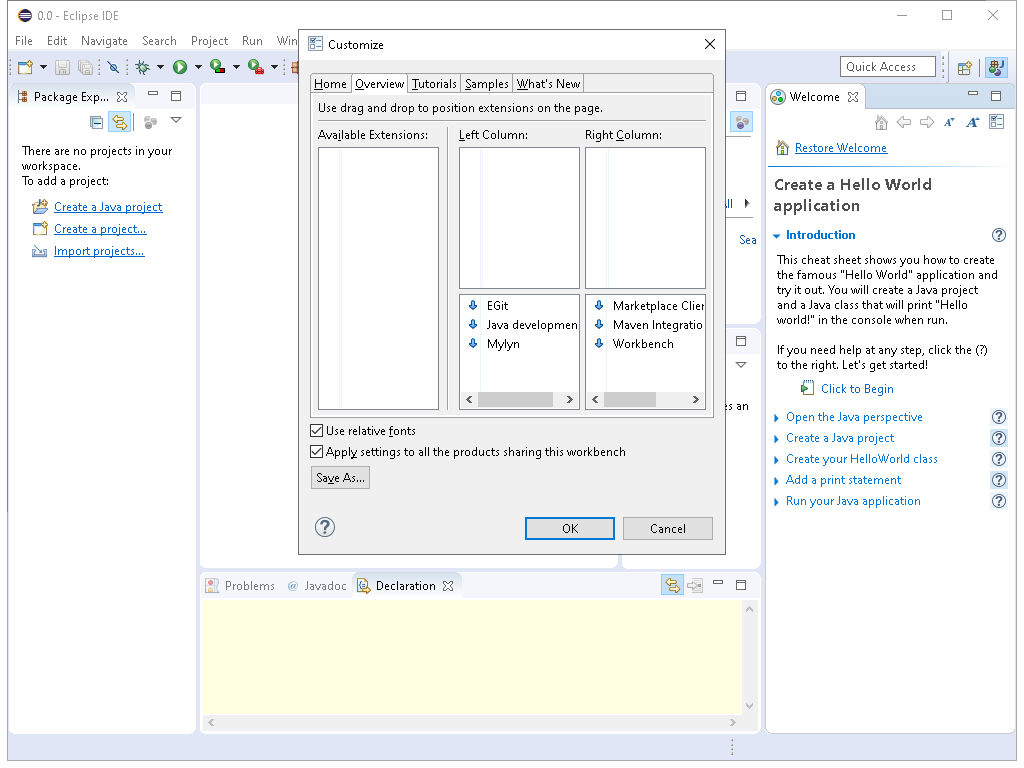 0.0 - Eclipse IDE
File Edit Navigate Search Project Run Win
Quick Access
Package Exp...
There are no projects in your
workspace.
To add a project:
Create a Java project
Create a project...
Import projects...
Customize
Home Overview Tutorials Samples What's New
Use drag and drop to position extensions on the page.
Available Extensions: Left Column: Right Column:
EGit
Java developmen
Mylyn
Marketplace Clier
Maven Integratio
Workbench
Use relative fonts
Apply settings to all the products sharing this workbench
Save As...
OK Cancel
Sea
es an
Welcome
Restore Welcome
Create a Hello World
application
Introduction
This cheat sheet shows you how to create
the famous "Hello World" application and
try it out. You will create a Java project
and a Java class that will print "Hello
world!" in the console when run.
If you need help at any step, click the (?)
to the right. Let's get started!
Click to Begin
Open the Java perspective
Create a Java project
Create your HelloWorld class
Add a print statement
Run your Java application
Problems @ Javadoc Declaration